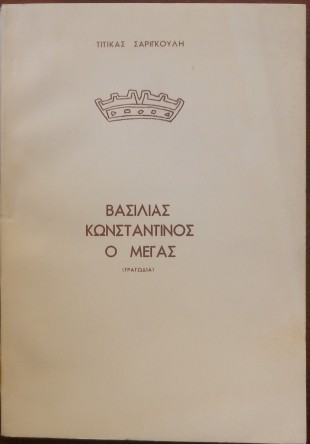 ΤΙΤΙΚΑΣ ΣΑΡΙΓΚΟΥΛΗ
ΒΑΣΙΛΙΑΣ
ΚΩΝΣΤΑΝΤΙΝΟΣ
Ο ΜΕΓΑΣ
(ΤΡΑΓΩΔΙΑ)